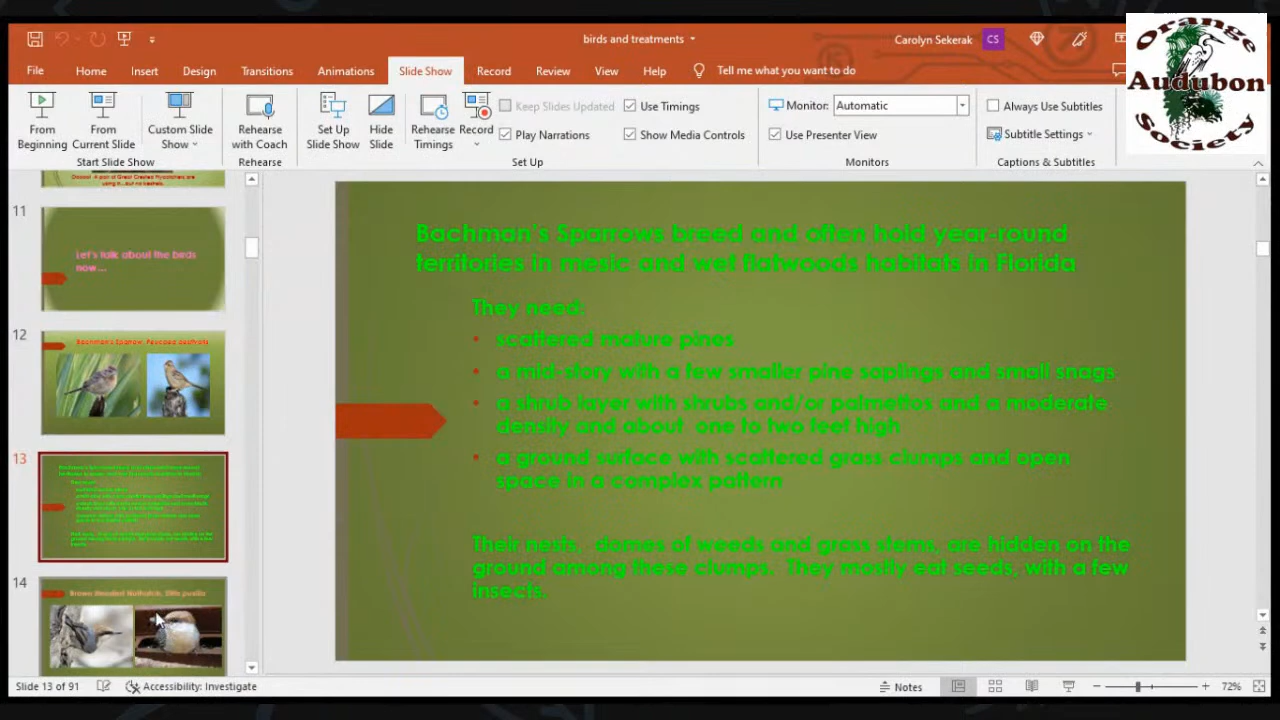 birds and treatments
Carolyn Sekerak
CS
Orange
Audubon
Society
File
Home
Insert
Design
Transitions
Animations
Slide Show
Record
Review
View
Help
Tell me what you want to do
From
Beginning
From
Current Slide
Custom Slide
Show
Start Slide Show
Rehearse
with Coach
Rehearse
Set Up
Slide Show
Hide
Slide
Rehearse
Timings
Record
Keep Slides Updated
Play Narrations
Use Timings
Show Media Controls
Set Up
Monitor:
Automatic
Use Presenter View
Monitors
Always Use Subtitles
Subtitle Settings
Captions & Subtitles
11
Let's talk about the birds
now...
12
13
14
Bachman's Sparrows breed and often hold year-round
territories in mesic and wet flatwoods habitats in Florida
They need:
• scattered mature pines
• a mid-story with a few smaller pine saplings and small snags
• a shrub layer with shrubs and/or palmettos and a moderate
density and about one to two feet high
• a ground surface with scattered grass clumps and open
space in a complex pattern
Their nests, domes of weeds and grass stems, are hidden on the
ground among these clumps. They mostly eat seeds, with a few
insects.
Slide 13 of 91
Accessibility: Investigate
Notes
72%